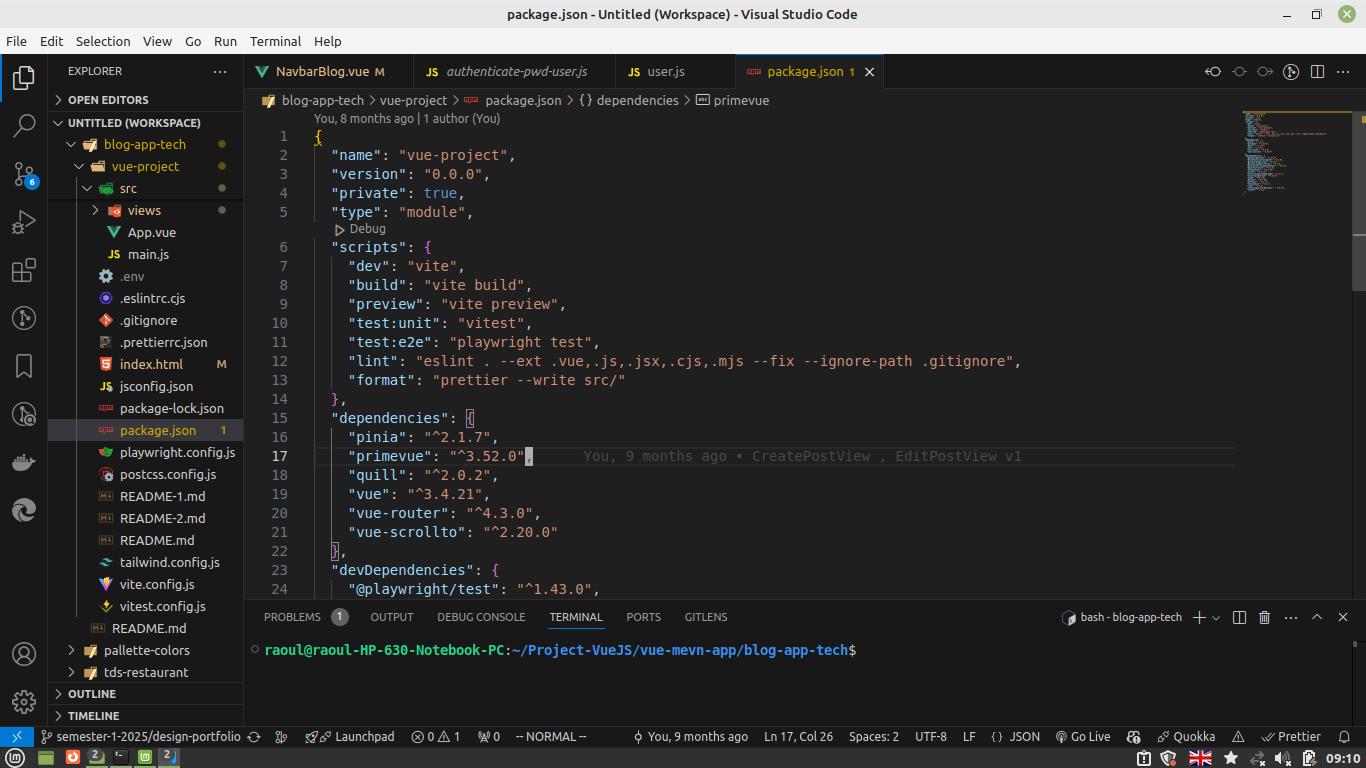 package.json - Untitled (Workspace) - Visual Studio Code
File Edit Selection View Go Run Terminal Help
EXPLORER
OPEN EDITORS
UNTITLED (WORKSPACE)
blog-app-tech
vue-project
src
views
App.vue
JS main.js
.env
.eslintrc.cjs
.gitignore
.prettierrc.json
index.html M
jsconfig.json
package-lock.json
package.json 1
playwright.config.js
postcss.config.js
README-1.md
README-2.md
README.md
tailwind.config.js
vite.config.js
vitest.config.js
README.md
pallette-colors
tds-restaurant
OUTLINE
TIMELINE
6
NavbarBlog.vue M JS authenticate-pwd-user.js JS user.js package.json 1
blog-app-tech > vue-project > package.json > {} dependencies > abc primevue
You, 8 months ago | 1 author (You)
1 {
2 "name": "vue-project",
3 "version": "0.0.0",
4 "private": true,
5 "type": "module",
Debug
6 "scripts": {
7 "dev": "vite",
8 "build": "vite build",
9 "preview": "vite preview",
10 "test:unit": "vitest",
11 "test:e2e": "playwright test",
12 "lint": "eslint . --ext .vue,.js,.jsx,.cjs,.mjs --fix --ignore-path .gitignore",
13 "format": "prettier --write src/"
14 },
15 "dependencies": {
16 "pinia": "^2.1.7",
17 "primevue": "^3.52.0", You, 9 months ago • CreatePostView , EditPostView v1
18 "quill": "^2.0.2",
19 "vue": "^3.4.21",
20 "vue-router": "^4.3.0",
21 "vue-scrollto": "^2.20.0"
22 },
23 "devDependencies": {
24 "@playwright/test": "^1.43.0",
PROBLEMS 1 OUTPUT DEBUG CONSOLE TERMINAL PORTS GITLENS bash - blog-app-tech
raoul@raoul-HP-630-Notebook-PC:~/Project-VueJS/vue-mevn-app/blog-app-tech$
semester-1-2025/design-portfolio Launchpad 0 1 0 -- NORMAL -- You, 9 months ago Ln 17, Col 26 Spaces: 2 UTF-8 LF {} JSON Go Live Quokka Prettier
2 2 09:10